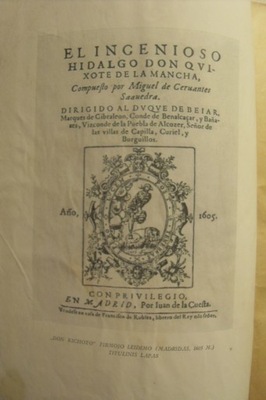 EL INGENIOSO
HIDALGO DON QVI-
XOTE DE LA MANCHA,
Compuesto por Miguel de Ceruantes
Saauedra.
DIRIGIDO AL DVQVE DE BEIAR,
Marques de Gibraleon, Conde de Benalcaçar, y Baña-
res, Vizconde de la Puebla de Alcozer, Señor de
las villas de Capilla, Curiel, y
Burguillos.
Año, 1605.
CON PRIVILEGIO,
EN MADRID, Por Iuan de la Cuesta.
Vendese en casa de Francisco de Robles, librero del Rey nro señor.
LAPAS